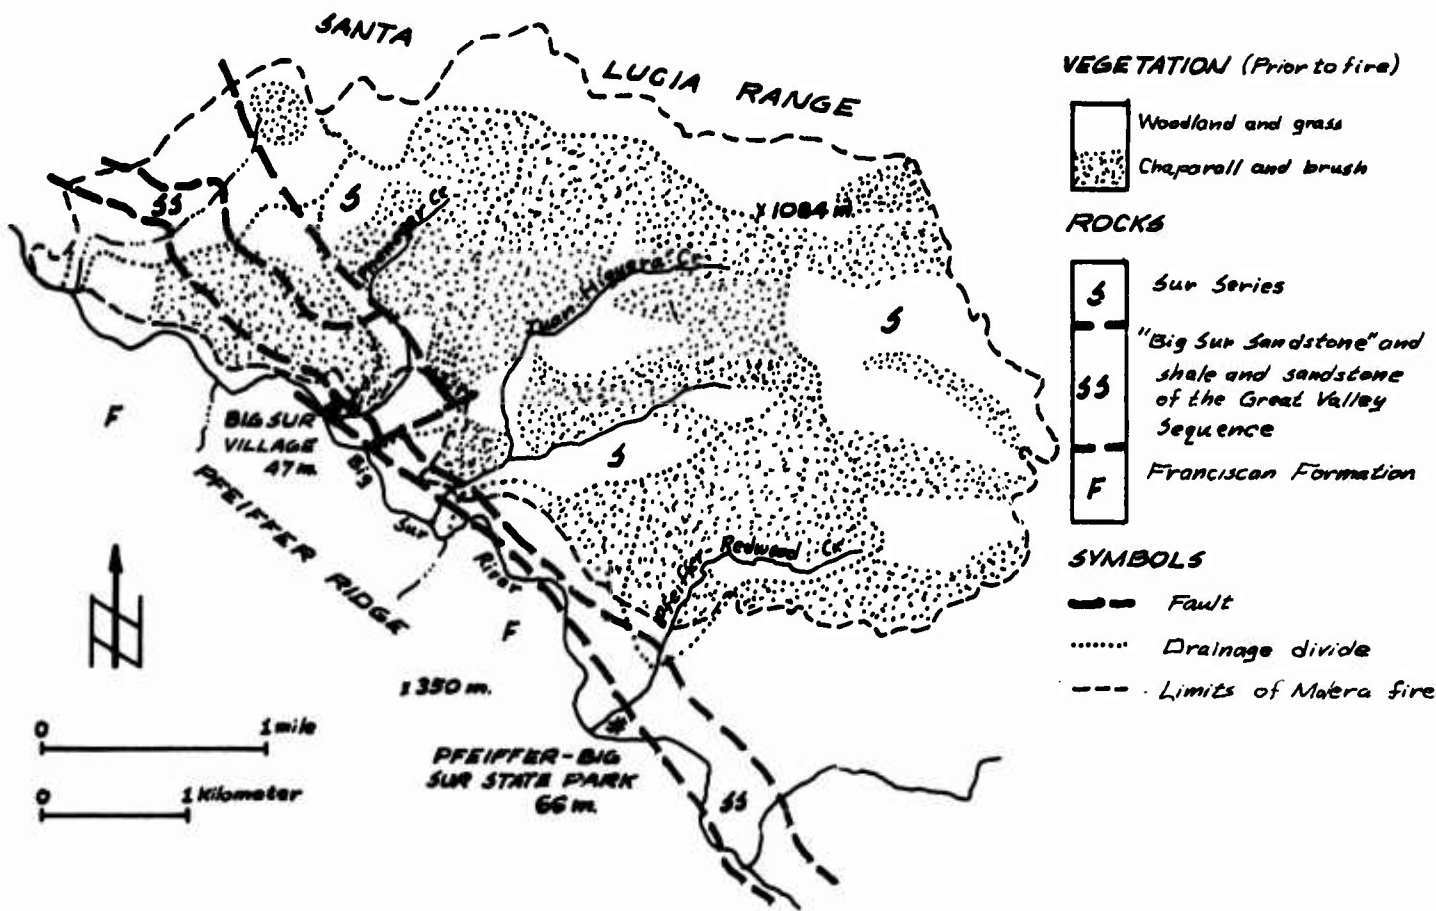 SANTA
LUCIA RANGE
SS
S
Pheneger Cr.
x 1084 m.
Juan Higuera Cr.
S
F
BIG SUR
VILLAGE
47 m.
S
Big
Sur
River
PFEIFFER RIDGE
Pfeiffer
Redwood Cr.
F
x 350 m.
0 1 mile
0 1 Kilometer
PFEIFFER-BIG
SUR STATE PARK
66 m.
SS
VEGETATION (Prior to fire)
Woodland and grass
Chaparall and brush
ROCKS
S Sur Series
"Big Sur Sandstone" and
SS shale and sandstone
of the Great Valley
Sequence
F Franciscan Formation
SYMBOLS
Fault
Drainage divide
Limits of Molera fire